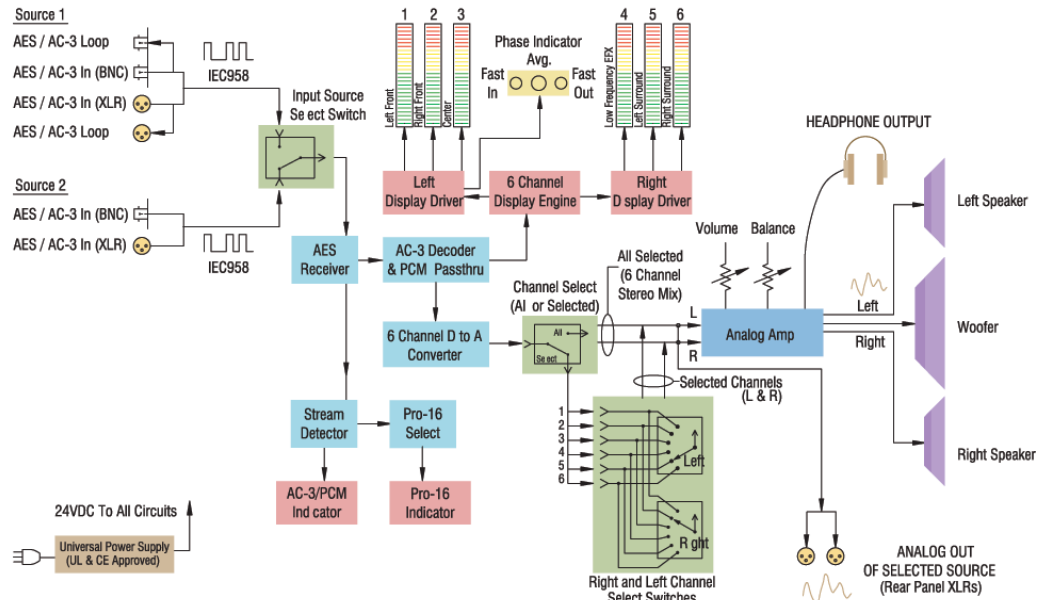 Source 1
AES / AC-3 Loop
AES / AC-3 In (BNC)
AES / AC-3 In (XLR)
AES / AC-3 Loop
IEC958
Source 2
AES / AC-3 In (BNC)
AES / AC-3 In (XLR)
IEC958
Input Source
Se ect Switch
1 2 3
Left Front
Right Front
Center
Phase Indicator
Avg.
Fast
In
Fast
Out
4 5 6
Low Frequency EFX
Left Surround
Right Surround
Left
Display Driver
6 Channel
Display Engine
Right
D splay Driver
AES
Receiver
AC-3 Decoder
& PCM Passthru
6 Channel D to A
Converter
Channel Select
(Al or Selected)
All
Se ect
All Selected
(6 Channel
Stereo Mix)
Volume
Balance
L
R
Analog Amp
HEADPHONE OUTPUT
Left
Right
Left Speaker
Woofer
Right Speaker
Selected Channels
(L & R)
1
2
3
4
5
6
Left
R ght
Right and Left Channel
Select Switches
Stream
Detector
Pro-16
Select
AC-3/PCM
Ind cator
Pro-16
Indicator
24VDC To All Circuits
Universal Power Supply
(UL & CE Approved)
ANALOG OUT
OF SELECTED SOURCE
(Rear Panel XLRs)